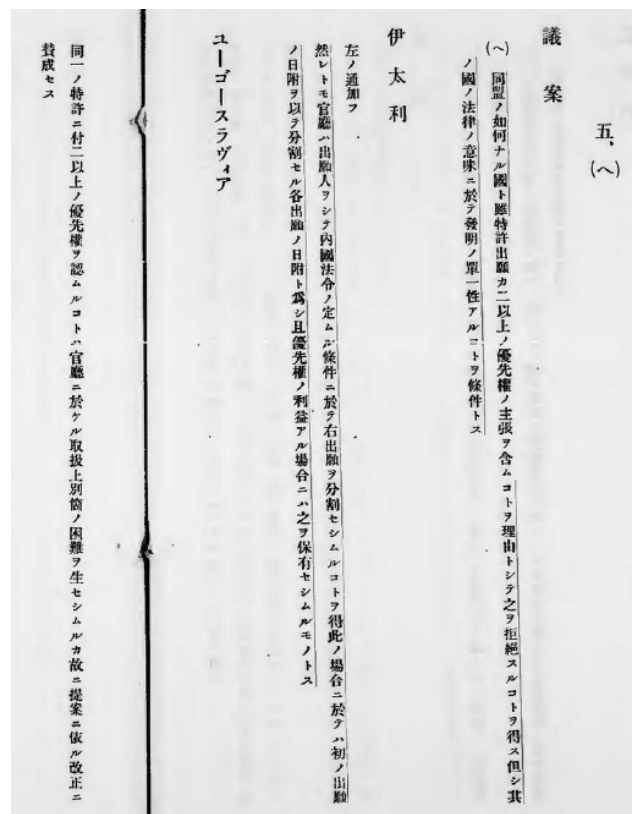 五、(ヘ)
議案
(ヘ) 同盟ノ如何ナル國ト雖特許出願カ二以上ノ優先權ノ主張ヲ含ムコトヲ理由トシテ之ヲ拒絶スルコトヲ得ス但シ其
ノ國ノ法律ノ意味ニ於テ發明ノ單一性アルコトヲ條件トス
伊太利
左ノ通加フ
然レトモ官廳ハ出願人ヲシテ內國法令ノ定ムル條件ニ於テ右出願ヲ分割セシムルコトヲ得此ノ場合ニ於テハ初ノ出願
ノ日附ヲ以テ分割セル各出願ノ日附ト爲シ且優先權ノ利益アル場合ニハ之ヲ保有セシムルモノトス
ユーゴースラヴィア
同一ノ特許ニ付二以上ノ優先權ヲ認ムルコトハ官廳ニ於ケル取扱上別箇ノ困難ヲ生セシムルカ故ニ提案ニ依ル改正ニ
賛成セス